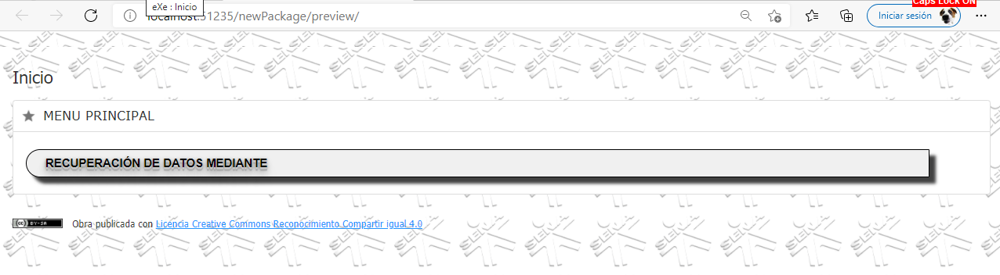 Caps Lock ON
eXe : Inicio
localhost:51235/newPackage/preview/
Iniciar sesión
Inicio
MENU PRINCIPAL
RECUPERACIÓN DE DATOS MEDIANTE
BY-SA
Obra publicada con Licencia Creative Commons Reconocimiento Compartir igual 4.0